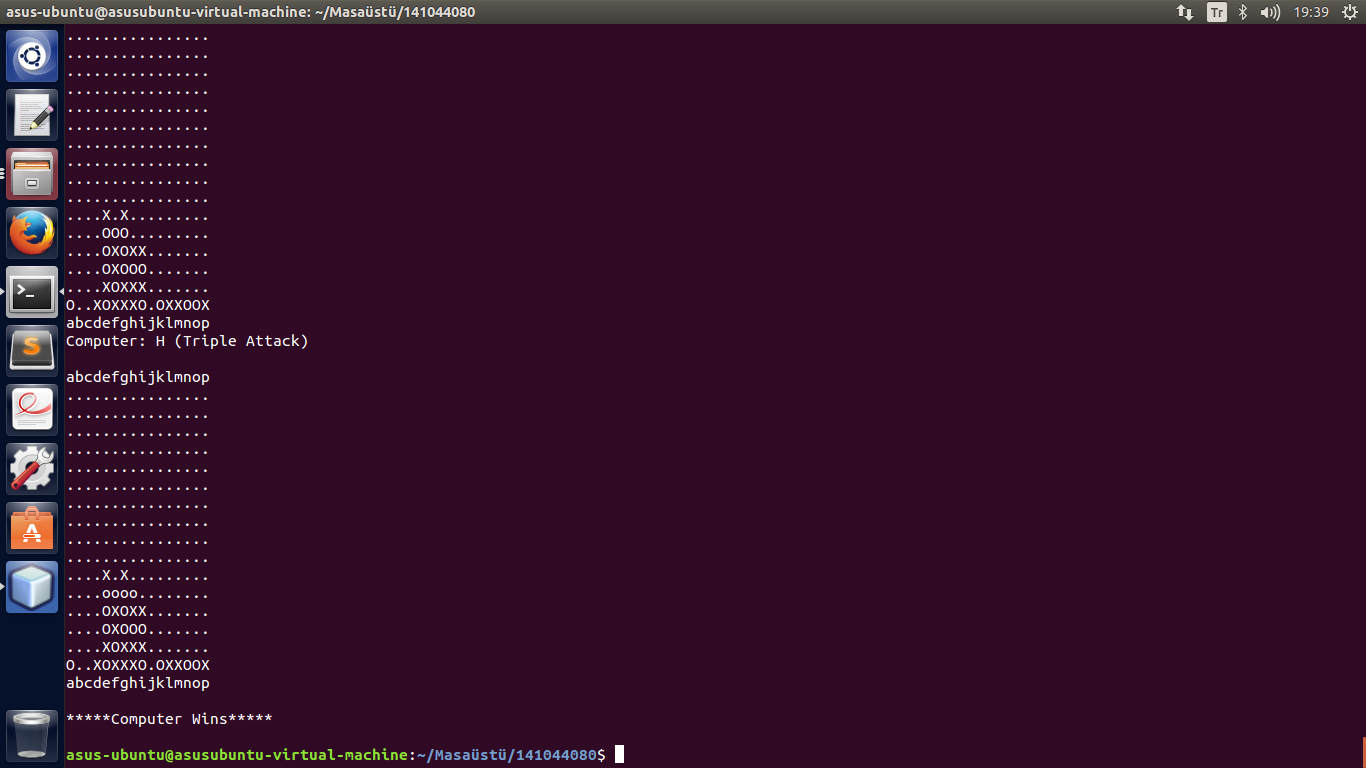 asus-ubuntu@asusubuntu-virtual-machine: ~/Masaüstü/141044080
Tr
19:39
................
................
................
................
................
................
................
................
................
................
....X.X.........
....OOO.........
....OXOXX.......
....OXOOO.......
....XOXXX.......
O..XOXXXO.OXXOOX
abcdefghijklmnop
Computer: H (Triple Attack)
abcdefghijklmnop
................
................
................
................
................
................
................
................
................
................
....X.X.........
....oooo........
....OXOXX.......
....OXOOO.......
....XOXXX.......
O..XOXXXO.OXXOOX
abcdefghijklmnop
*****Computer Wins*****
asus-ubuntu@asusubuntu-virtual-machine:~/Masaüstü/141044080$